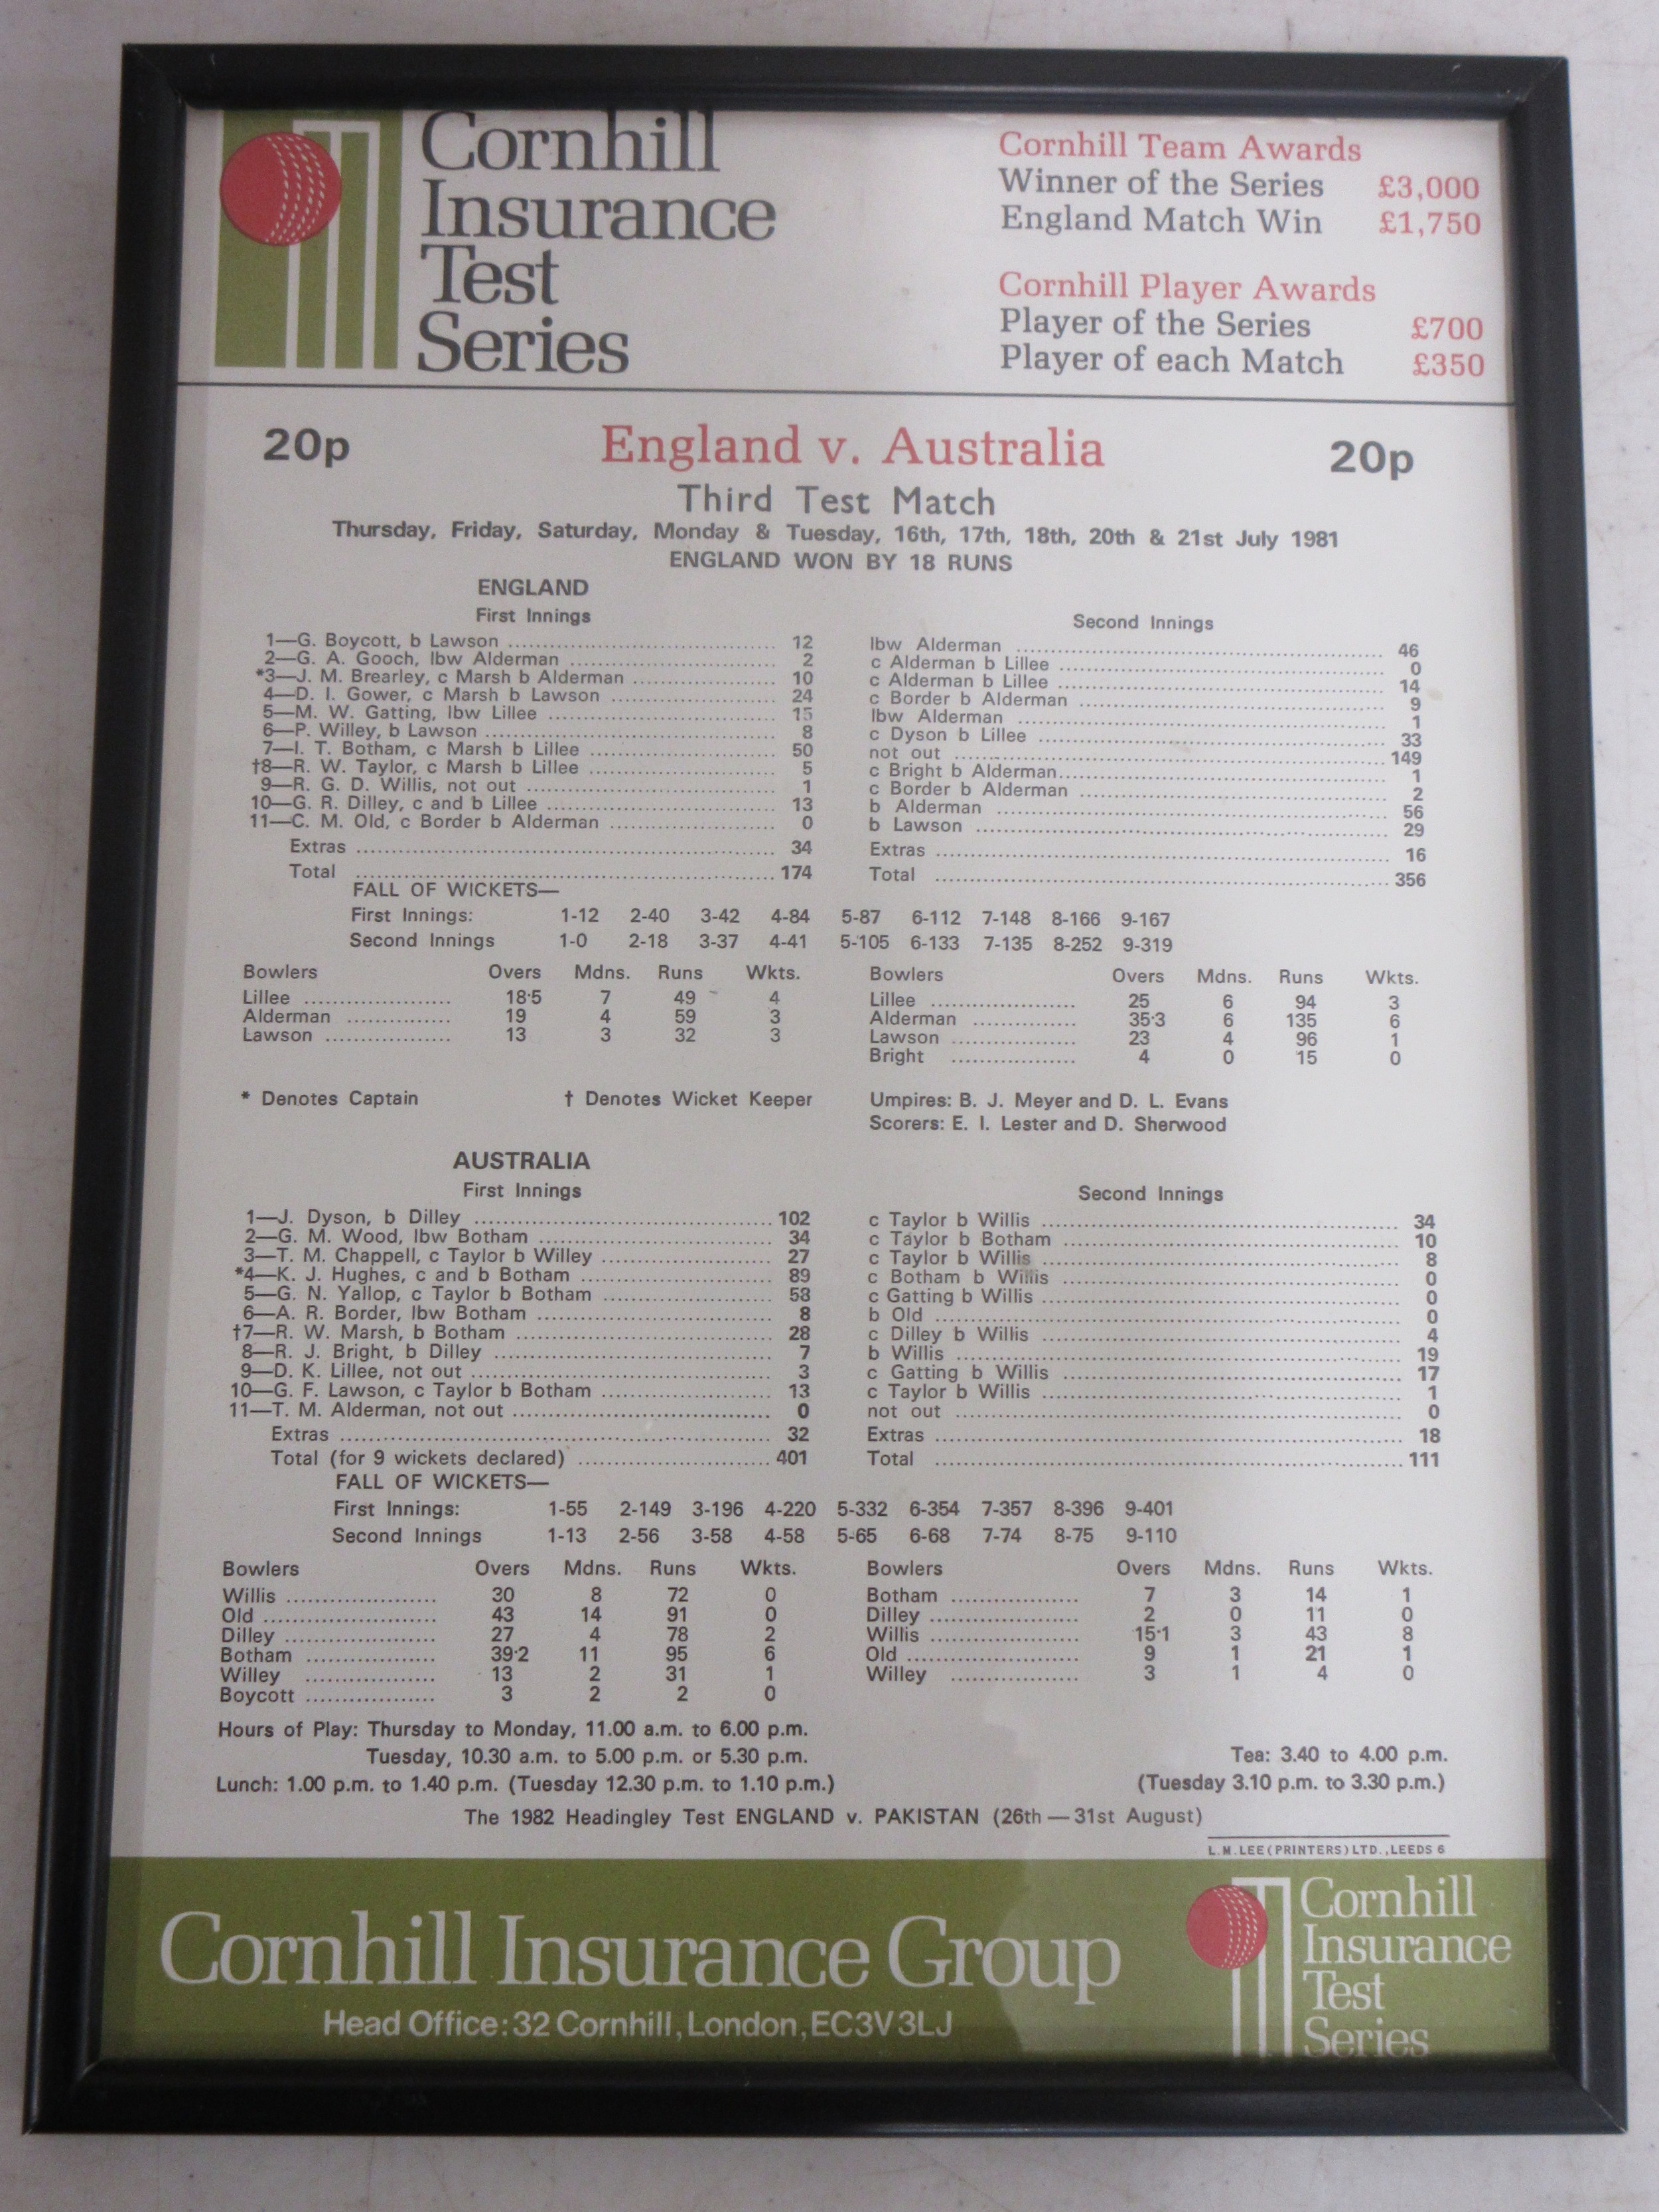 Cornhill
Insurance
Test
Series
Cornhill Team Awards
Winner of the Series £3,000
England Match Win £1,750
Cornhill Player Awards
Player of the Series £700
Player of each Match £350
20p England v. Australia 20p
Third Test Match
Thursday, Friday, Saturday, Monday & Tuesday, 16th, 17th, 18th, 20th & 21st July 1981
ENGLAND WON BY 18 RUNS
ENGLAND
First Innings
1—G. Boycott, b Lawson 12
2—G. A. Gooch, lbw Alderman 2
*3—J. M. Brearley, c Marsh b Alderman 10
4—D. I. Gower, c Marsh b Lawson 24
5—M. W. Gatting, lbw Lillee 15
6—P. Willey, b Lawson 8
7—I. T. Botham, c Marsh b Lillee 50
†8—R. W. Taylor, c Marsh b Lillee 5
9—R. G. D. Willis, not out 1
10—G. R. Dilley, c and b Lillee 13
11—C. M. Old, c Border b Alderman 0
Extras 34
Total 174
Second Innings
lbw Alderman 46
c Alderman b Lillee 0
c Alderman b Lillee 14
c Border b Alderman 9
lbw Alderman 1
c Dyson b Lillee 33
not out 149
c Bright b Alderman 1
c Border b Alderman 2
b Alderman 56
b Lawson 29
Extras 16
Total 356
FALL OF WICKETS—
First Innings: 1-12 2-40 3-42 4-84 5-87 6-112 7-148 8-166 9-167
Second Innings 1-0 2-18 3-37 4-41 5-105 6-133 7-135 8-252 9-319
Bowlers Overs Mdns. Runs Wkts.
Lillee 18·5 7 49 4
Alderman 19 4 59 3
Lawson 13 3 32 3
Bowlers Overs Mdns. Runs Wkts.
Lillee 25 6 94 3
Alderman 35·3 6 135 6
Lawson 23 4 96 1
Bright 4 0 15 0
* Denotes Captain † Denotes Wicket Keeper
Umpires: B. J. Meyer and D. L. Evans
Scorers: E. I. Lester and D. Sherwood
AUSTRALIA
First Innings
1—J. Dyson, b Dilley 102
2—G. M. Wood, lbw Botham 34
3—T. M. Chappell, c Taylor b Willey 27
*4—K. J. Hughes, c and b Botham 89
5—G. N. Yallop, c Taylor b Botham 58
6—A. R. Border, lbw Botham 8
†7—R. W. Marsh, b Botham 28
8—R. J. Bright, b Dilley 7
9—D. K. Lillee, not out 3
10—G. F. Lawson, c Taylor b Botham 13
11—T. M. Alderman, not out 0
Extras 32
Total (for 9 wickets declared) 401
Second Innings
c Taylor b Willis 34
c Taylor b Botham 10
c Taylor b Willis 8
c Botham b Willis 0
c Gatting b Willis 0
b Old 0
c Dilley b Willis 4
b Willis 19
c Gatting b Willis 17
c Taylor b Willis 1
not out 0
Extras 18
Total 111
FALL OF WICKETS—
First Innings: 1-55 2-149 3-196 4-220 5-332 6-354 7-357 8-396 9-401
Second Innings 1-13 2-56 3-58 4-58 5-65 6-68 7-74 8-75 9-110
Bowlers Overs Mdns. Runs Wkts.
Willis 30 8 72 0
Old 43 14 91 0
Dilley 27 4 78 2
Botham 39·2 11 95 6
Willey 13 2 31 1
Boycott 3 2 2 0
Bowlers Overs Mdns. Runs Wkts.
Botham 7 3 14 1
Dilley 2 0 11 0
Willis 15·1 3 43 8
Old 9 1 21 1
Willey 3 1 4 0
Hours of Play: Thursday to Monday, 11.00 a.m. to 6.00 p.m.
Tuesday, 10.30 a.m. to 5.00 p.m. or 5.30 p.m. Tea: 3.40 to 4.00 p.m.
Lunch: 1.00 p.m. to 1.40 p.m. (Tuesday 12.30 p.m. to 1.10 p.m.) (Tuesday 3.10 p.m. to 3.30 p.m.)
The 1982 Headingley Test ENGLAND v. PAKISTAN (26th — 31st August)
L.M.LEE (PRINTERS) LTD., LEEDS 6
Cornhill Insurance Group
Head Office: 32 Cornhill, London, EC3V 3LJ
Cornhill
Insurance
Test
Series